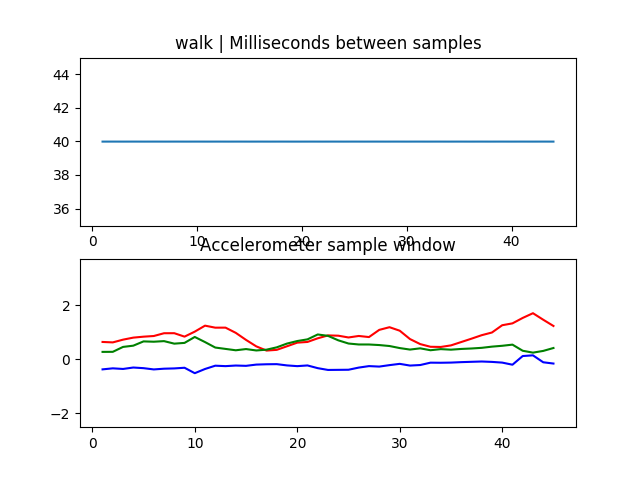 walk | Milliseconds between samples
44
42
40
38
36
0 10 20 30 40
Accelerometer sample window
2
0
−2
0 10 20 30 40